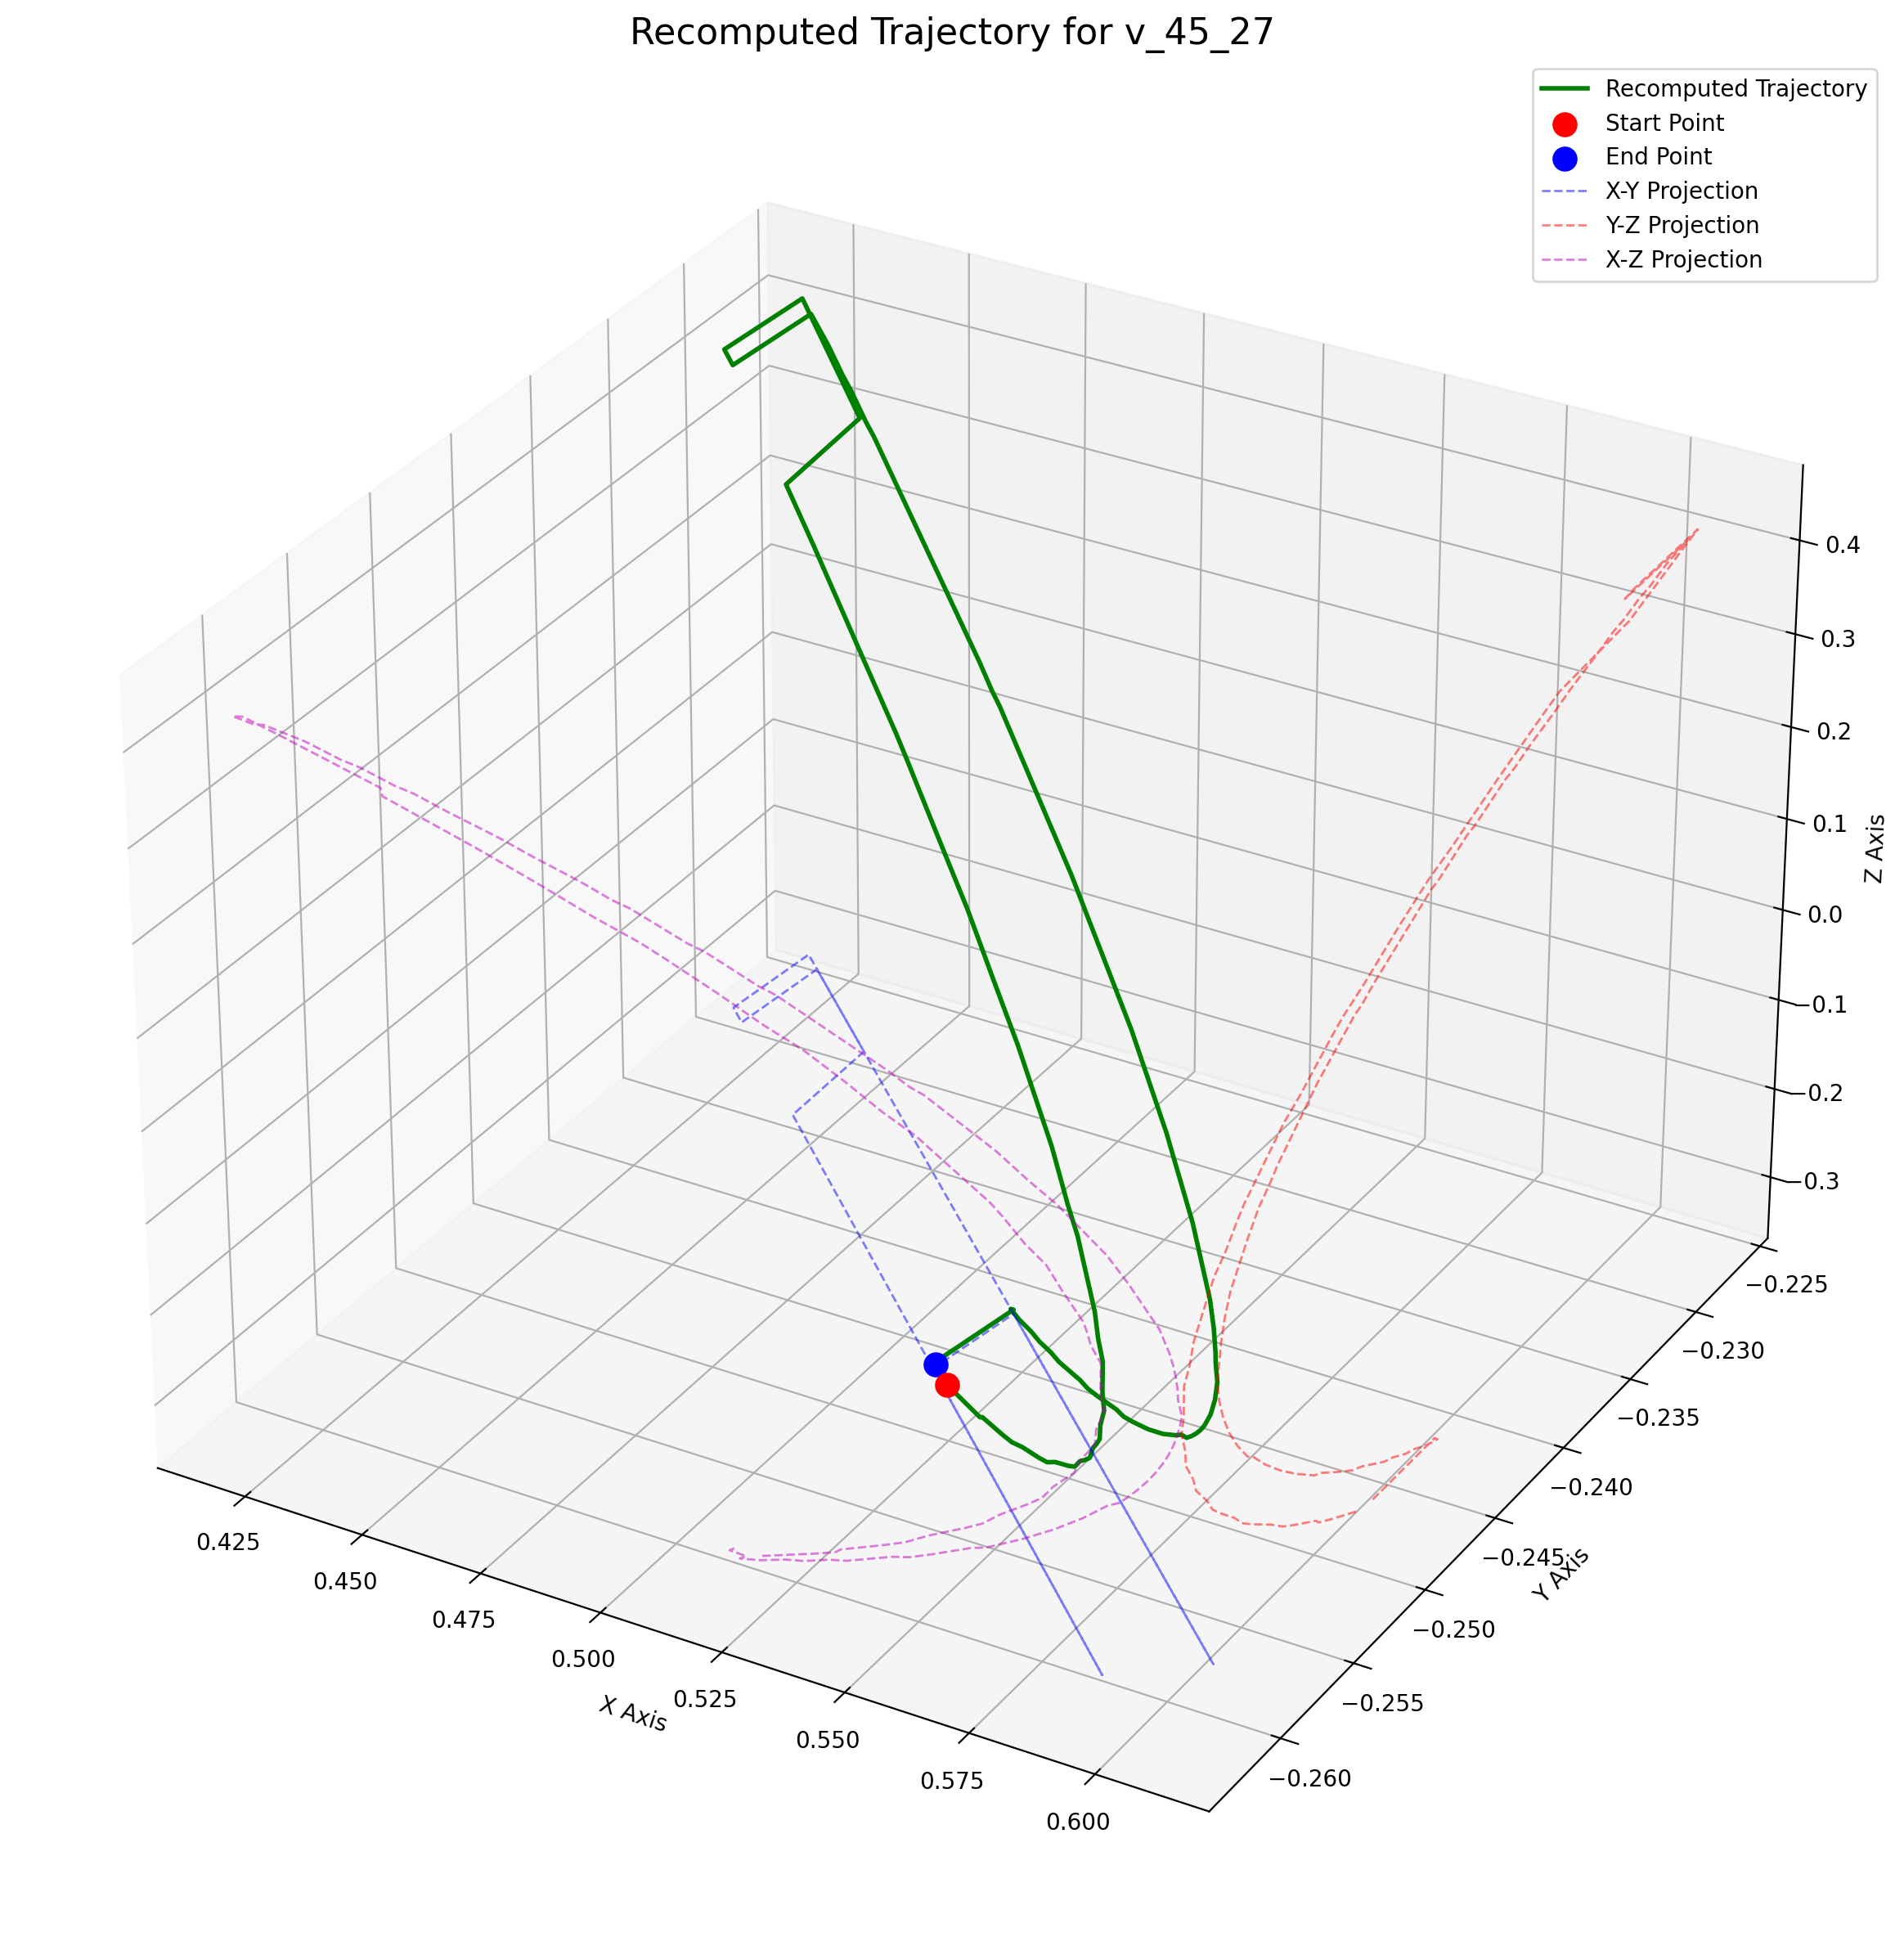 Recomputed Trajectory for v_45_27
Recomputed Trajectory
Start Point
End Point
X-Y Projection
Y-Z Projection
X-Z Projection
0.4
0.3
0.2
0.1
0.0
−0.1
−0.2
−0.3
Z Axis
−0.225
−0.230
−0.235
−0.240
−0.245
−0.250
−0.255
−0.260
Y Axis
0.425
0.450
0.475
0.500
0.525
0.550
0.575
0.600
X Axis